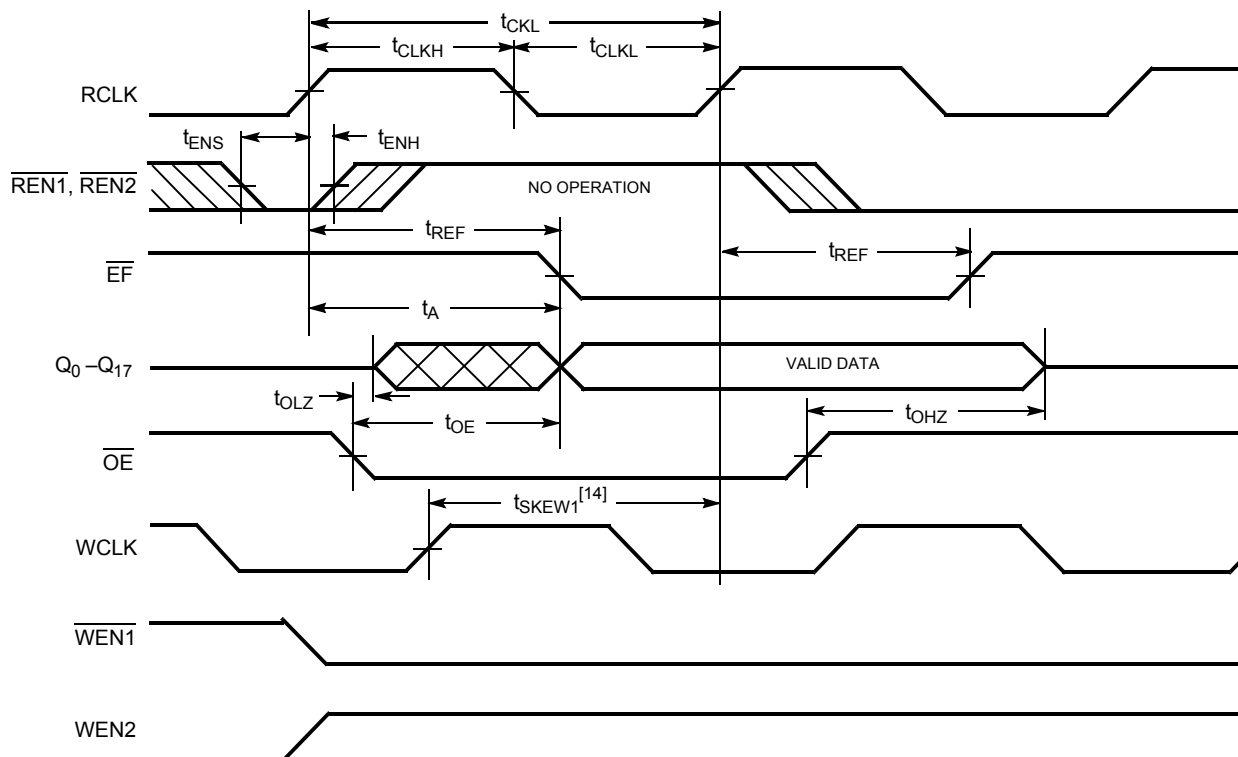 tCKL
tCLKH tCLKL
RCLK
tENS tENH
REN1, REN2
NO OPERATION
tREF
tREF
EF
tA
Q0 –Q17
VALID DATA
tOLZ
tOE
tOHZ
OE
tSKEW1[14]
WCLK
WEN1
WEN2